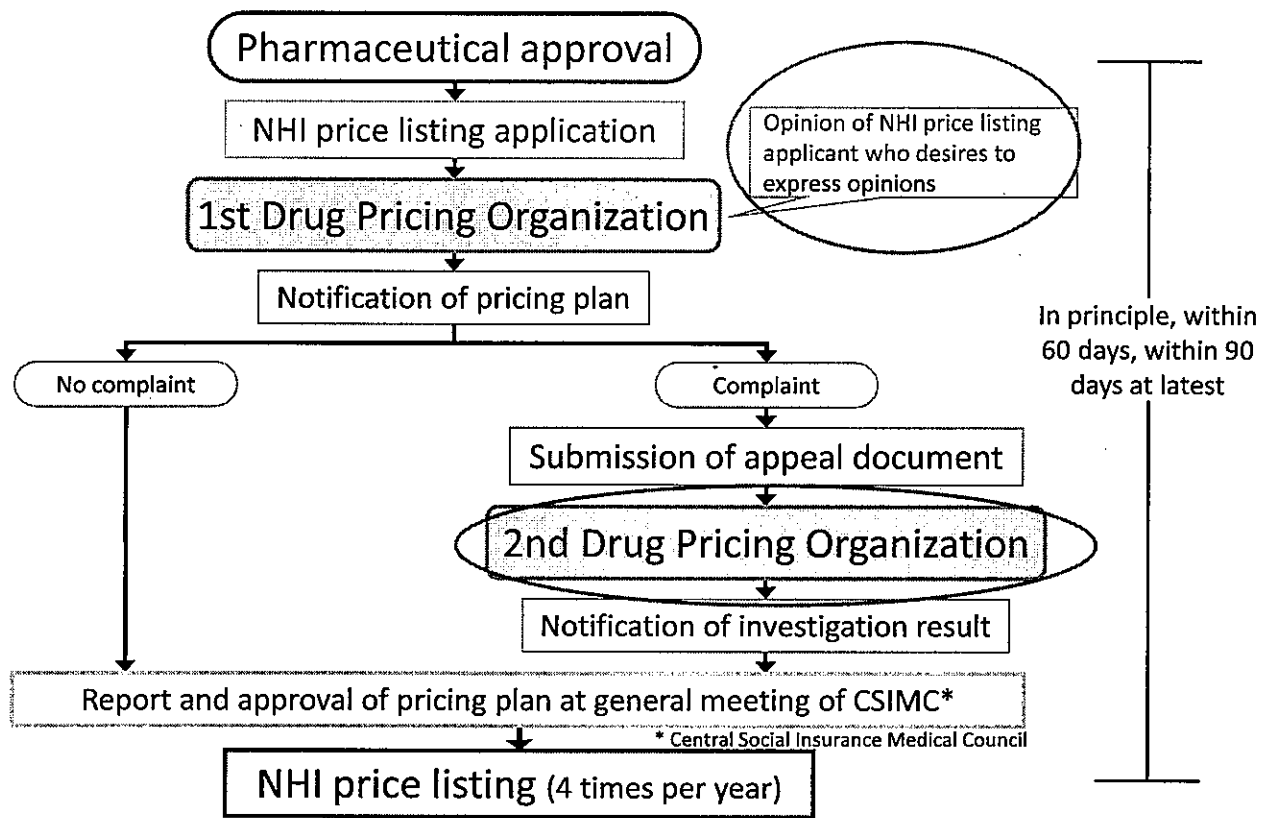 Pharmaceutical approval
NHI price listing application
Opinion of NHI price listing
applicant who desires to
express opinions
1st Drug Pricing Organization
Notification of pricing plan
In principle, within
60 days, within 90
days at latest
No complaint
Complaint
Submission of appeal document
2nd Drug Pricing Organization
Notification of investigation result
Report and approval of pricing plan at general meeting of CSIMC*
* Central Social Insurance Medical Council
NHI price listing (4 times per year)